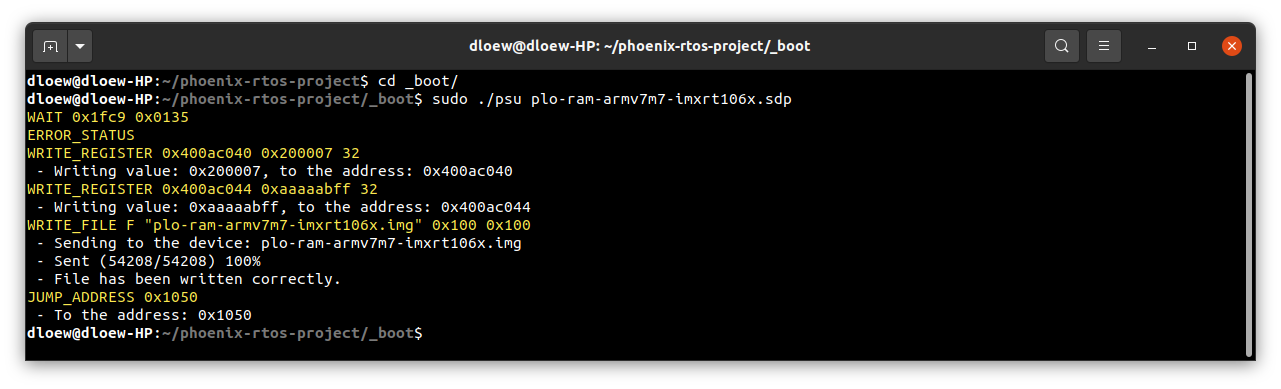 dloew@dloew-HP: ~/phoenix-rtos-project/_boot
dloew@dloew-HP:~/phoenix-rtos-project$ cd _boot/
dloew@dloew-HP:~/phoenix-rtos-project/_boot$ sudo ./psu plo-ram-armv7m7-imxrt106x.sdp
WAIT 0x1fc9 0x0135
ERROR_STATUS
WRITE_REGISTER 0x400ac040 0x200007 32
 - Writing value: 0x200007, to the address: 0x400ac040
WRITE_REGISTER 0x400ac044 0xaaaaabff 32
 - Writing value: 0xaaaaabff, to the address: 0x400ac044
WRITE_FILE F "plo-ram-armv7m7-imxrt106x.img" 0x100 0x100
 - Sending to the device: plo-ram-armv7m7-imxrt106x.img
 - Sent (54208/54208) 100%
 - File has been written correctly.
JUMP_ADDRESS 0x1050
 - To the address: 0x1050
dloew@dloew-HP:~/phoenix-rtos-project/_boot$